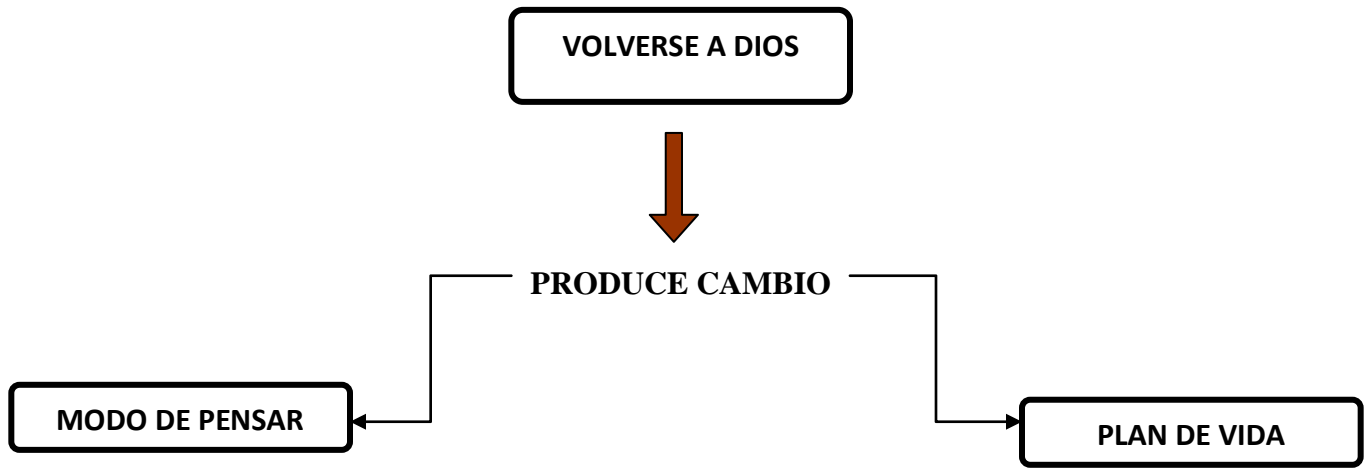 VOLVERSE A DIOS
PRODUCE CAMBIO
MODO DE PENSAR
PLAN DE VIDA